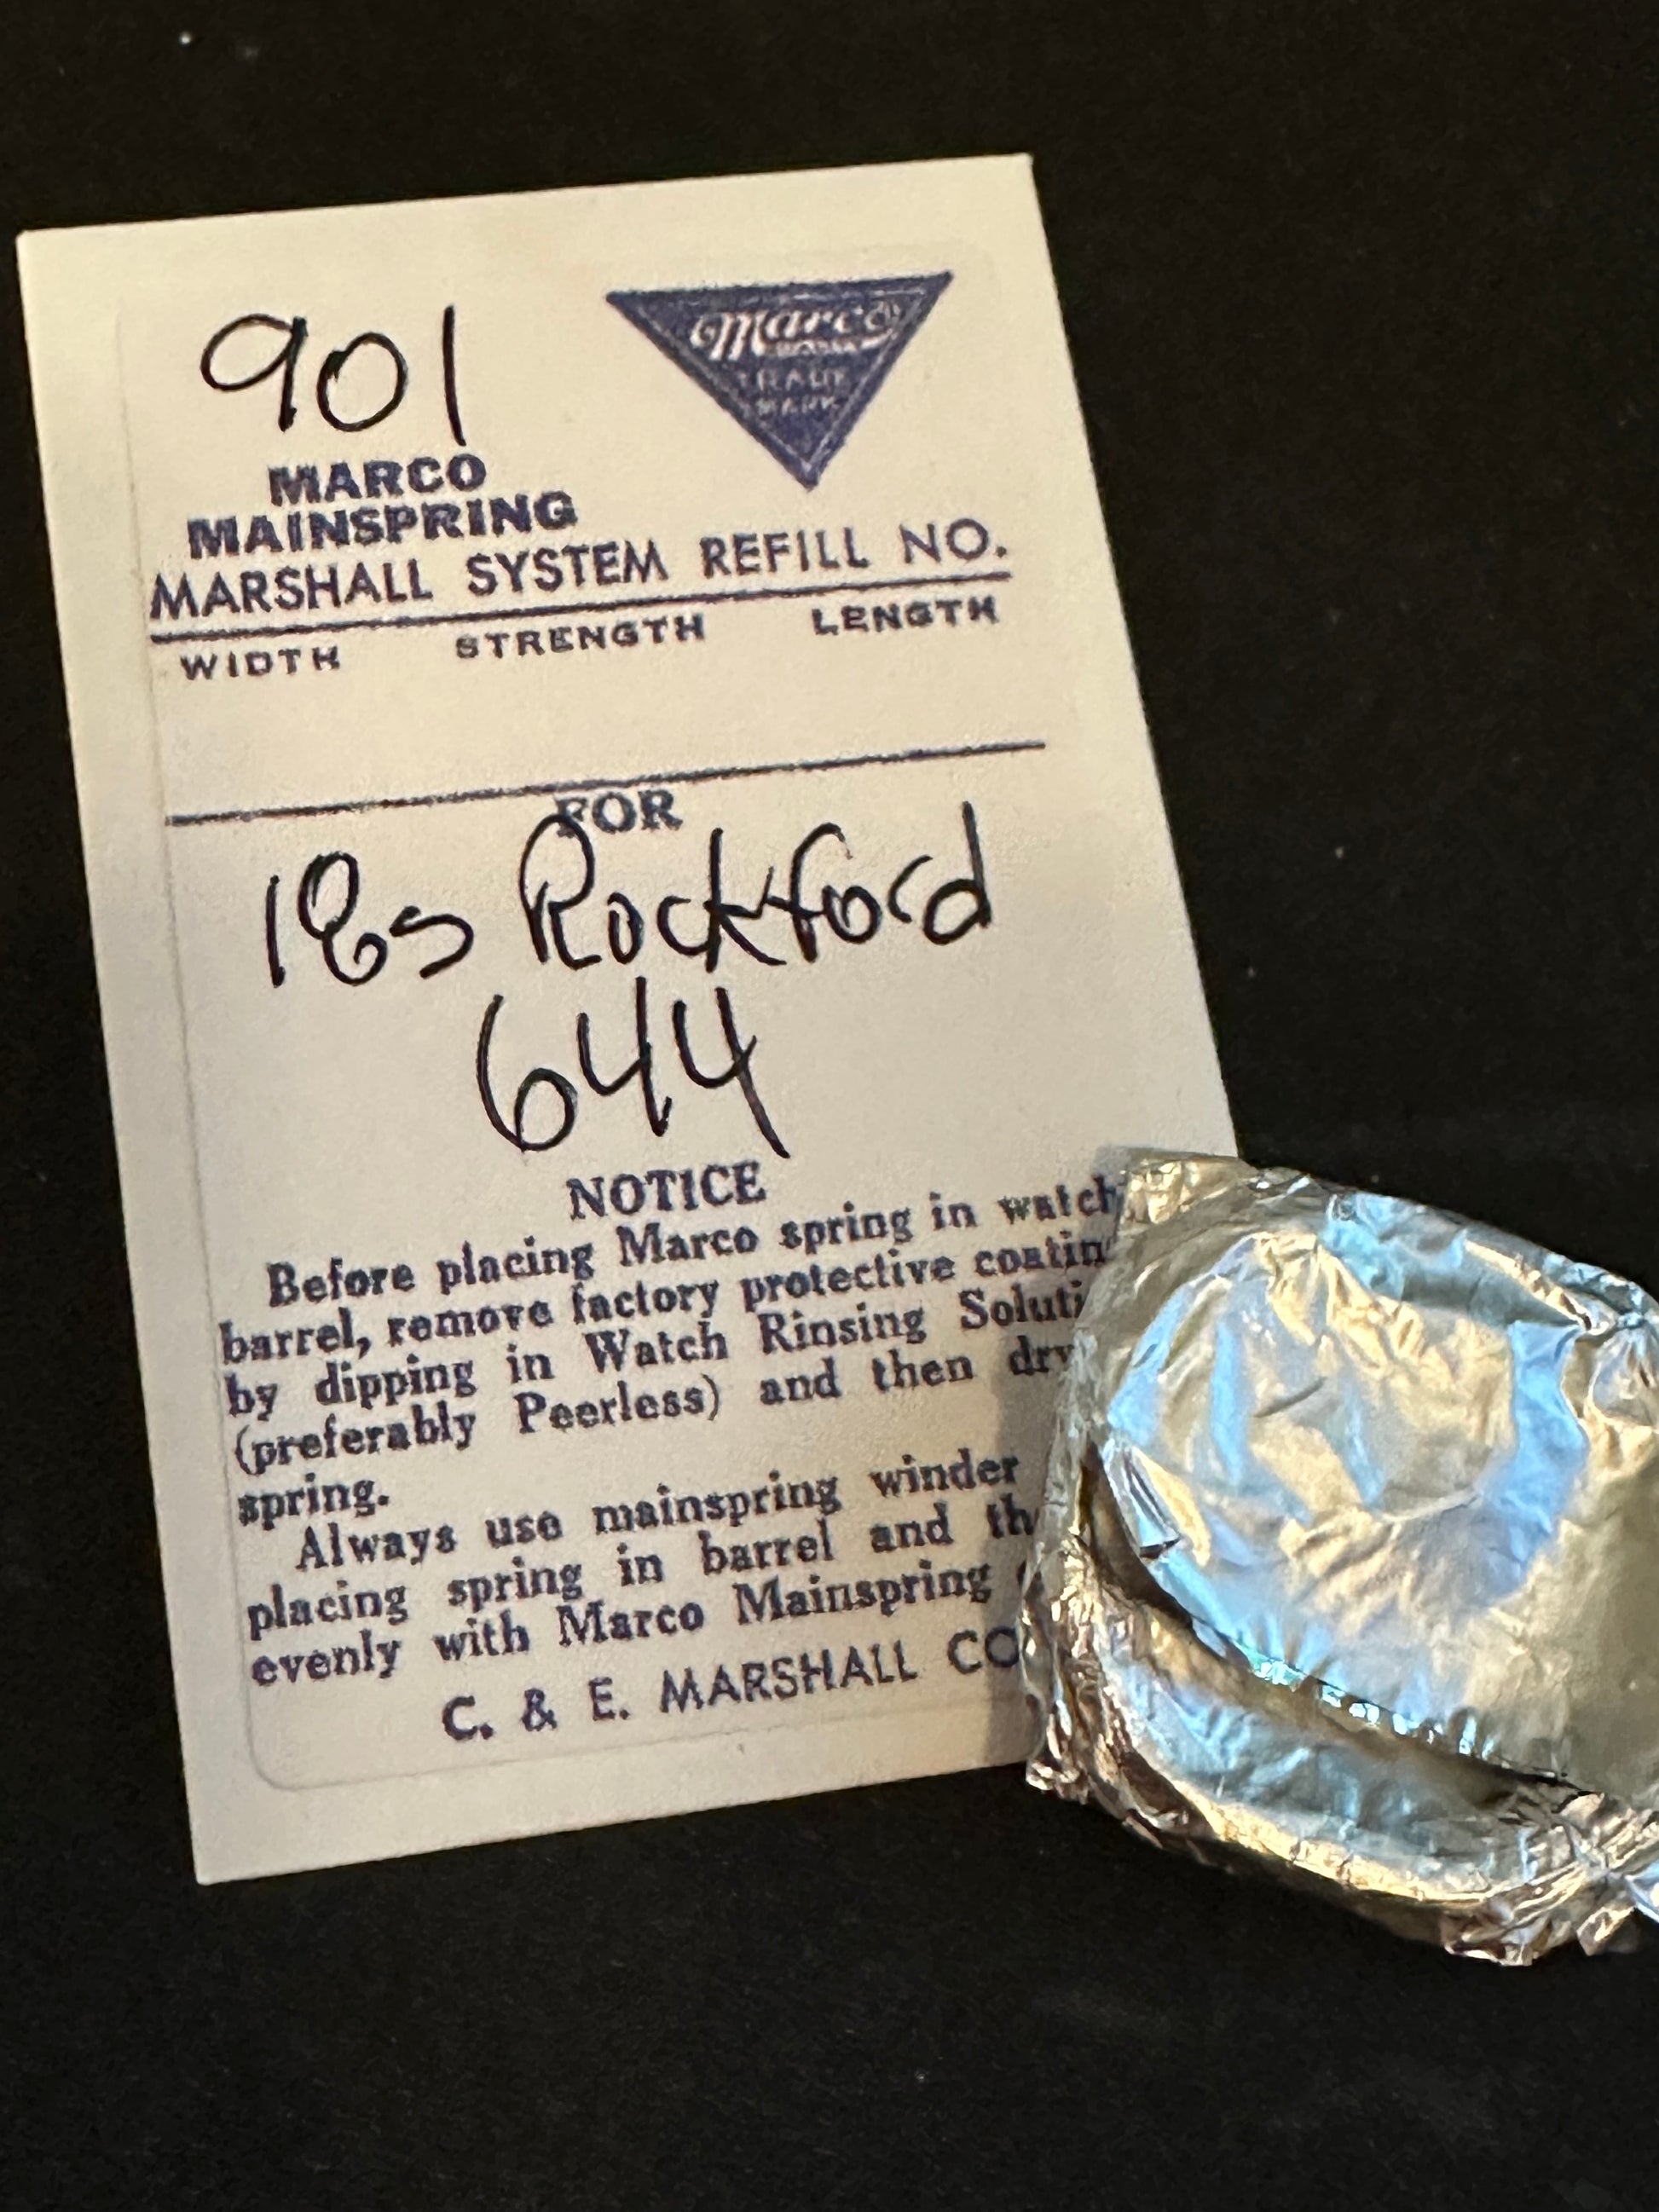 901
Marco
TRADE
MARK
MARCO
MAINSPRING
MARSHALL SYSTEM REFILL NO.
WIDTH STRENGTH LENGTH
FOR
18s Rockford
644
NOTICE
Before placing Marco spring in watch
barrel, remove factory protective coatin
by dipping in Watch Rinsing Soluti
(preferably Peerless) and then dry
spring.
Always use mainspring winder
placing spring in barrel and th
evenly with Marco Mainspring
C. & E. MARSHALL CO